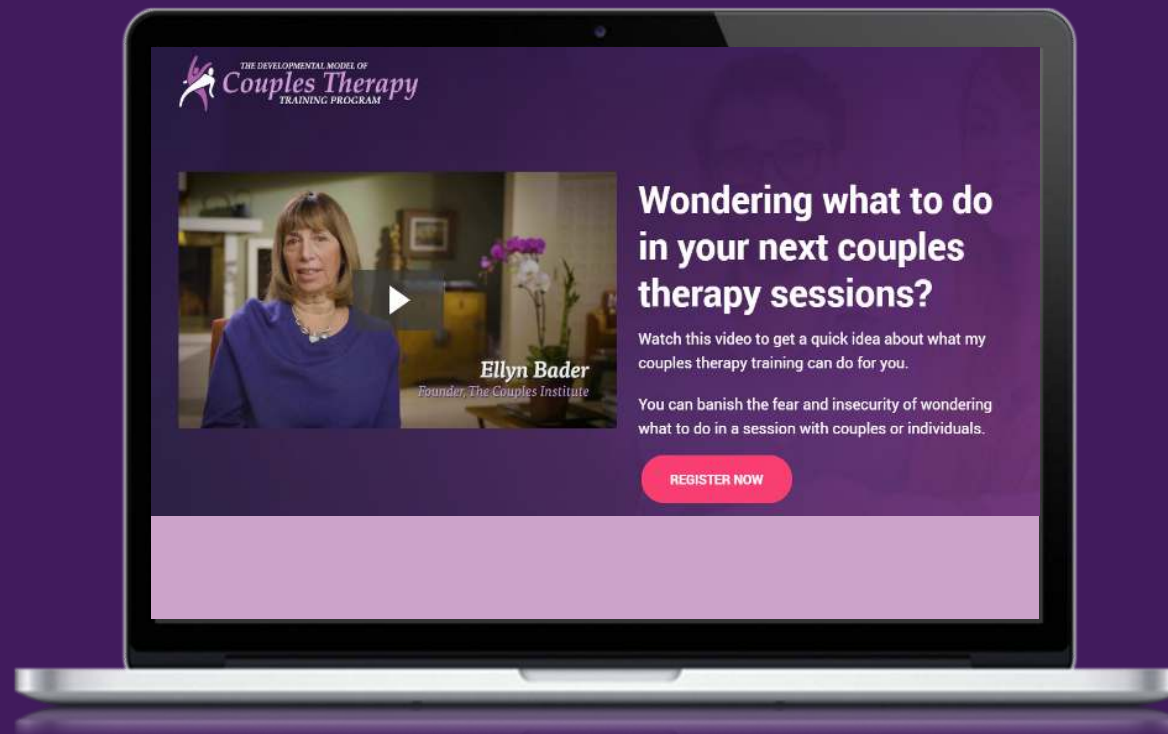 THE DEVELOPMENTAL MODEL OF
Couples Therapy
TRAINING PROGRAM
Wondering what to do
in your next couples
therapy sessions?
Watch this video to get a quick idea about what my
couples therapy training can do for you.
You can banish the fear and insecurity of wondering
what to do in a session with couples or individuals.
REGISTER NOW
Ellyn Bader
Founder, The Couples Institute